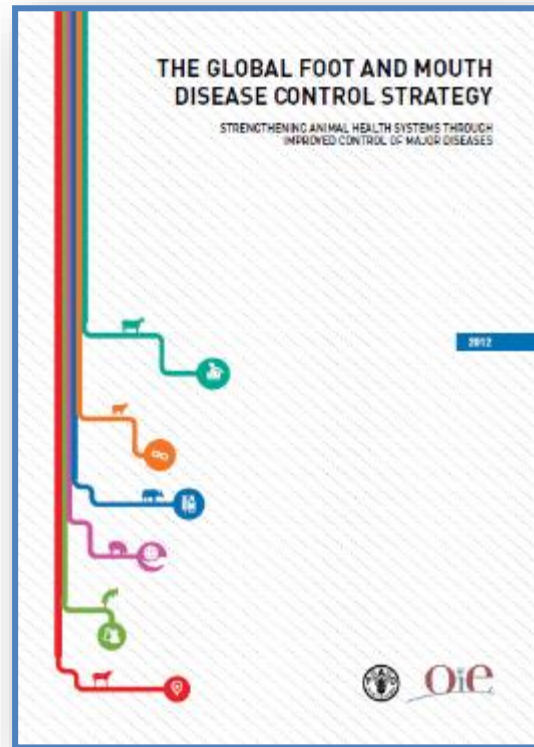 THE GLOBAL FOOT AND MOUTH
DISEASE CONTROL STRATEGY
STRENGTHENING ANIMAL HEALTH SYSTEMS THROUGH
IMPROVED CONTROL OF MAJOR DISEASES
2012
oie